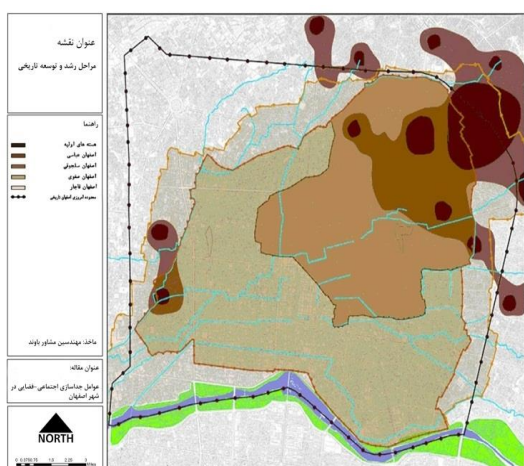 عنوان نقشه
مراحل رشد و توسعه تاریخی
راهنما
هسته های اولیه
اصفهان عباسی
اصفهان سلجوقی
اصفهان صفوی
اصفهان قاجار
محدوده امروزی اصفهان تاریخی
ماخذ: مهندسین مشاور باوند
عنوان مقاله:
عوامل جداسازی اجتماعی-فضایی در
شهر اصفهان
NORTH